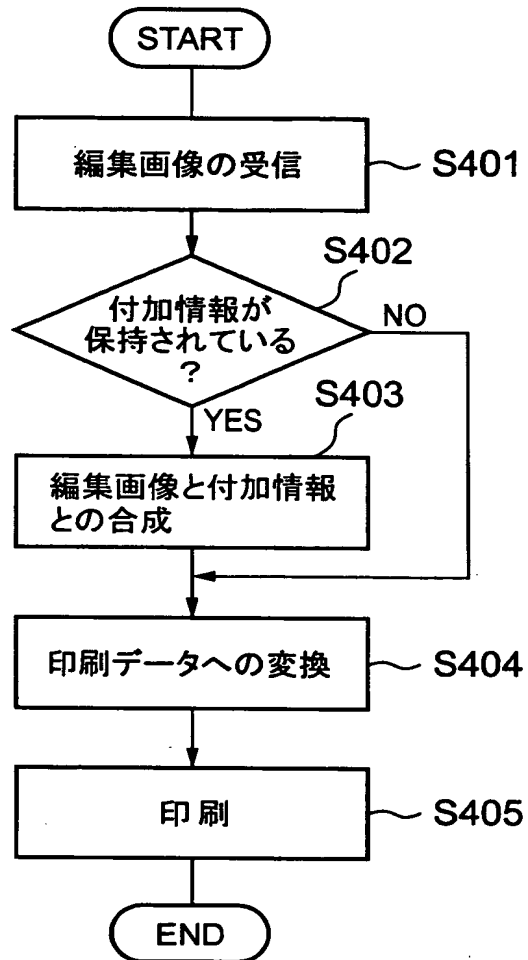 START
編集画像の受信
S401
S402
付加情報が
保持されている
?
NO
YES
S403
編集画像と付加情報
との合成
印刷データへの変換
S404
印刷
S405
END